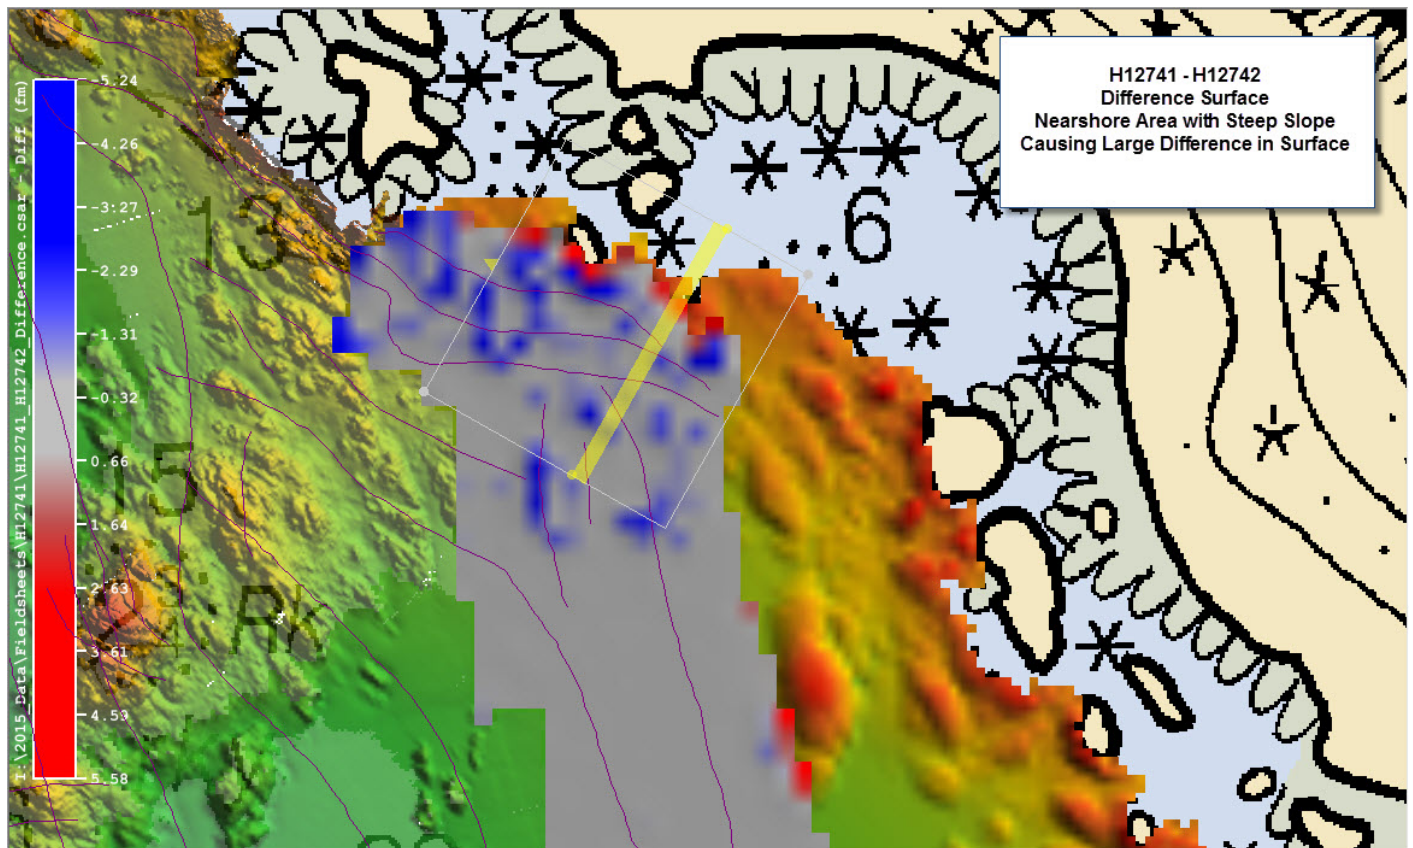 H12741 - H12742
Difference Surface
Nearshore Area with Steep Slope
Causing Large Difference in Surface
I:\2015_Data\Fieldsheets\H12741\H12741_H12742_Difference.csar - Diff (fm)
-5.24
-4.26
-3.27
-2.29
-1.31
-0.32
0.66
1.64
2.63
3.61
4.59
5.58
13
6
15
Rk